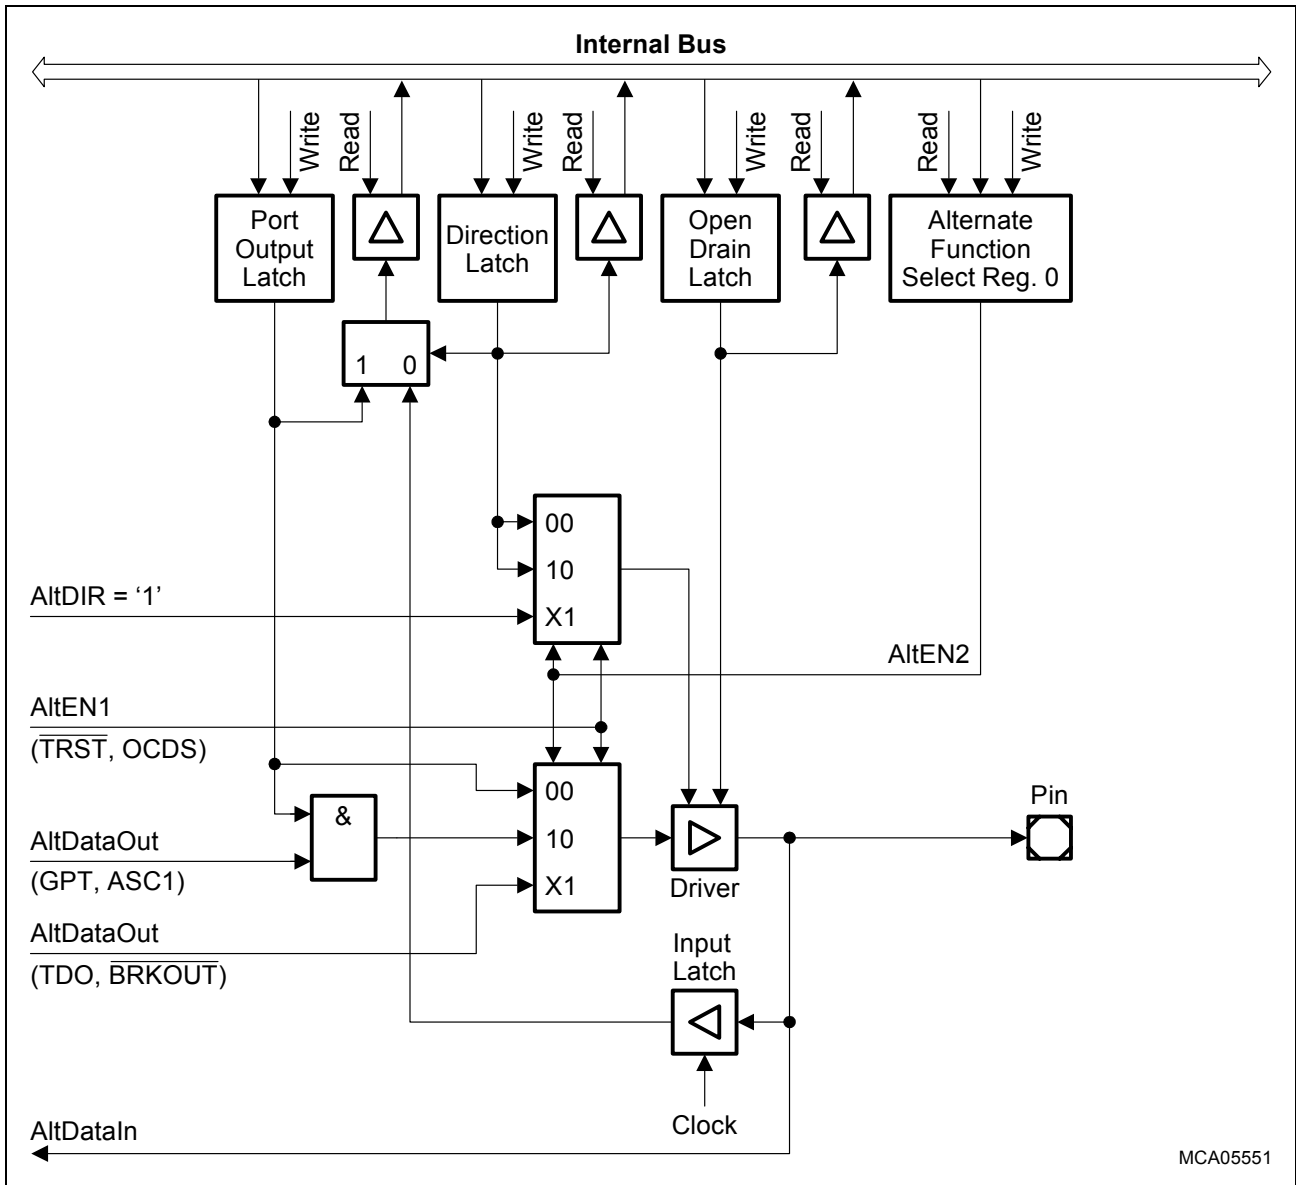 Internal Bus
Write
Read
Write
Read
Write
Read
Read
Write
Port
Output
Latch
Direction
Latch
Open
Drain
Latch
Alternate
Function
Select Reg. 0
1 0
00
10
X1
AltDIR = ‘1’
AltEN2
AltEN1
(TRST, OCDS)
00
10
X1
&
AltDataOut
(GPT, ASC1)
Driver
Pin
AltDataOut
(TDO, BRKOUT)
Input
Latch
Clock
AltDataIn
MCA05551